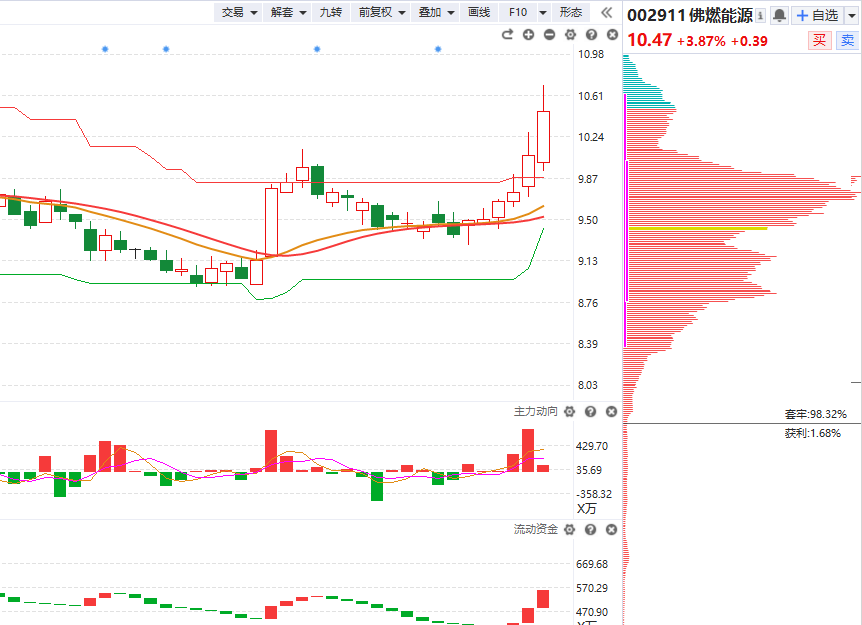 交易 解套 九转 前复权 叠加 画线 F10 形态
002911 佛燃能源 自选
10.47 +3.87% +0.39 买 卖
10.98
10.61
10.24
9.87
9.50
9.13
8.76
8.39
8.03
套牢:98.32%
获利:1.68%
主力动向
429.70
35.69
-358.32
X万
流动资金
669.68
570.29
470.90
X万